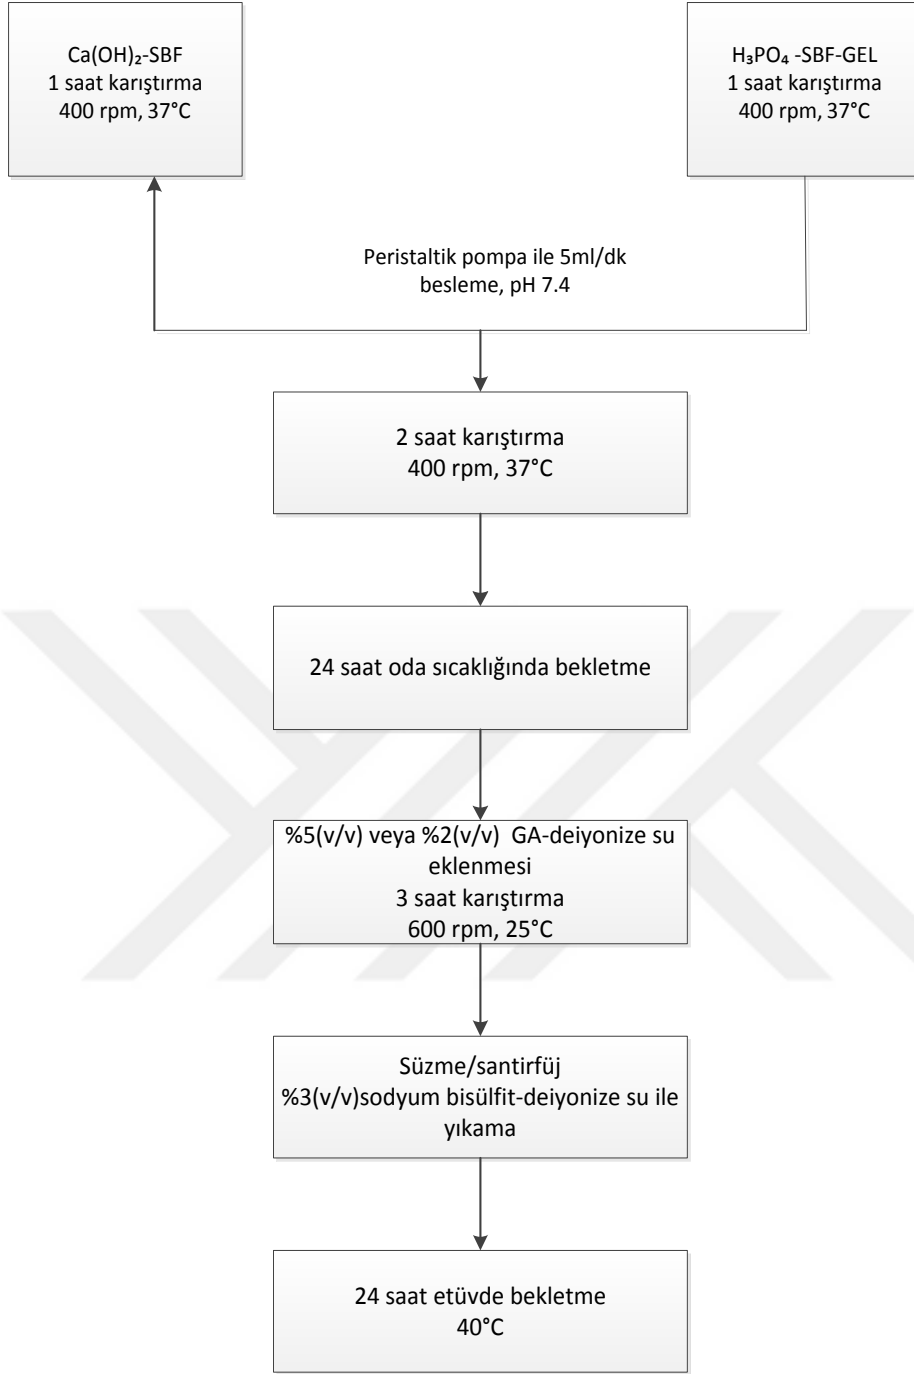 Ca(OH)₂-SBF
1 saat karıştırma
400 rpm, 37°C
H₃PO₄ -SBF-GEL
1 saat karıştırma
400 rpm, 37°C
Peristaltik pompa ile 5ml/dk
besleme, pH 7.4
2 saat karıştırma
400 rpm, 37°C
24 saat oda sıcaklığında bekletme
%5(v/v) veya %2(v/v)  GA-deiyonize su
eklenmesi
3 saat karıştırma
600 rpm, 25°C
Süzme/santirfüj
%3(v/v)sodyum bisülfit-deiyonize su ile
yıkama
24 saat etüvde bekletme
40°C